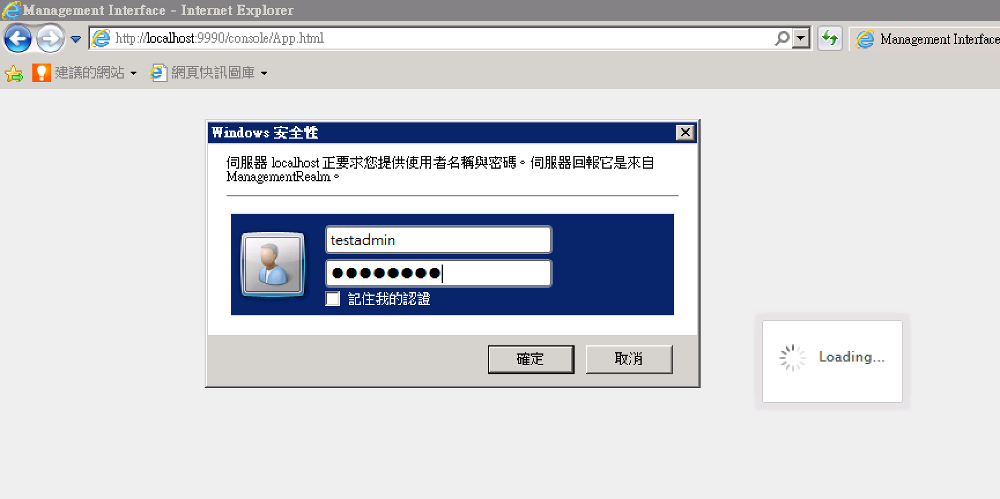 Management Interface - Internet Explorer
http://localhost:9990/console/App.html
Management Interface
建議的網站
網頁快訊圖庫
Windows 安全性
伺服器 localhost 正要求您提供使用者名稱與密碼。伺服器回報它是來自
ManagementRealm。
testadmin
●●●●●●●●
記住我的認證
確定
取消
Loading...